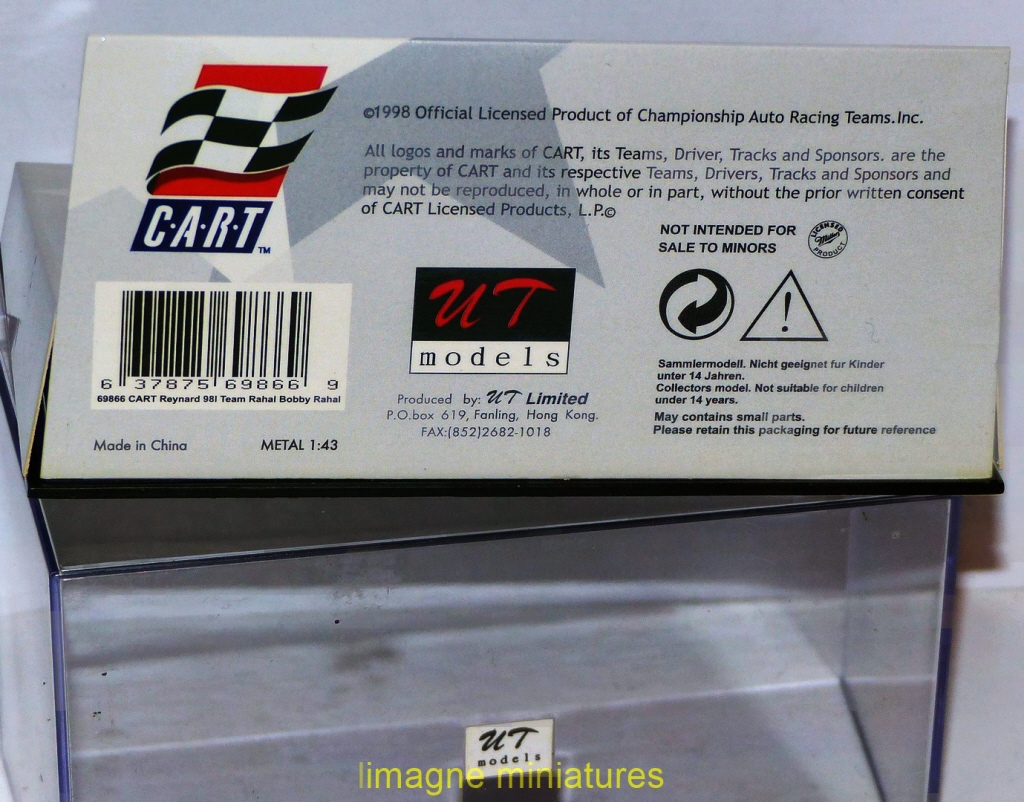 ©1998 Official Licensed Product of Championship Auto Racing Teams.Inc.
All logos and marks of CART, its Teams, Driver, Tracks and Sponsors. are the
property of CART and its respective Teams, Drivers, Tracks and Sponsors and
may not be reproduced, in whole or in part, without the prior written consent
of CART Licensed Products, L.P.©
C·A·R·T™
NOT INTENDED FOR
SALE TO MINORS
LICENSED
Miller
PRODUCT
UT
models
6 37875 69866 9
69866 CART Reynard 98I Team Rahal Bobby Rahal
Made in China METAL 1:43
Produced by: UT Limited
P.O.box 619, Fanling, Hong Kong.
FAX:(852)2682-1018
Sammlermodell. Nicht geeignet fur Kinder
unter 14 Jahren.
Collectors model. Not suitable for children
under 14 years.
May contains small parts.
Please retain this packaging for future reference
UT
models
limagne miniatures